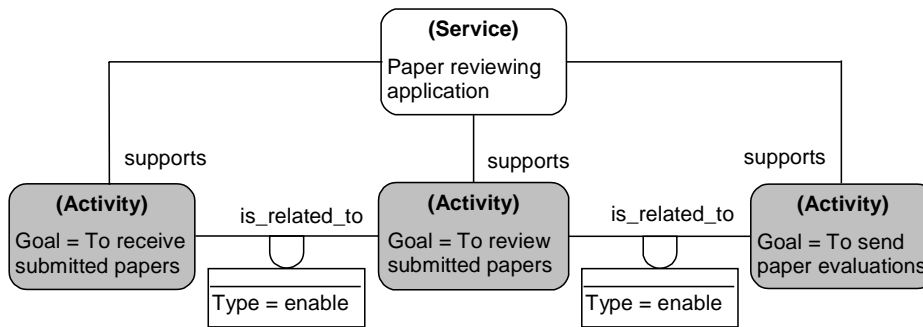 (Service)
Paper reviewing
application
supports
supports
supports
(Activity)
Goal = To receive
submitted papers
is_related_to
Type = enable
(Activity)
Goal = To review
submitted papers
is_related_to
Type = enable
(Activity)
Goal = To send
paper evaluations